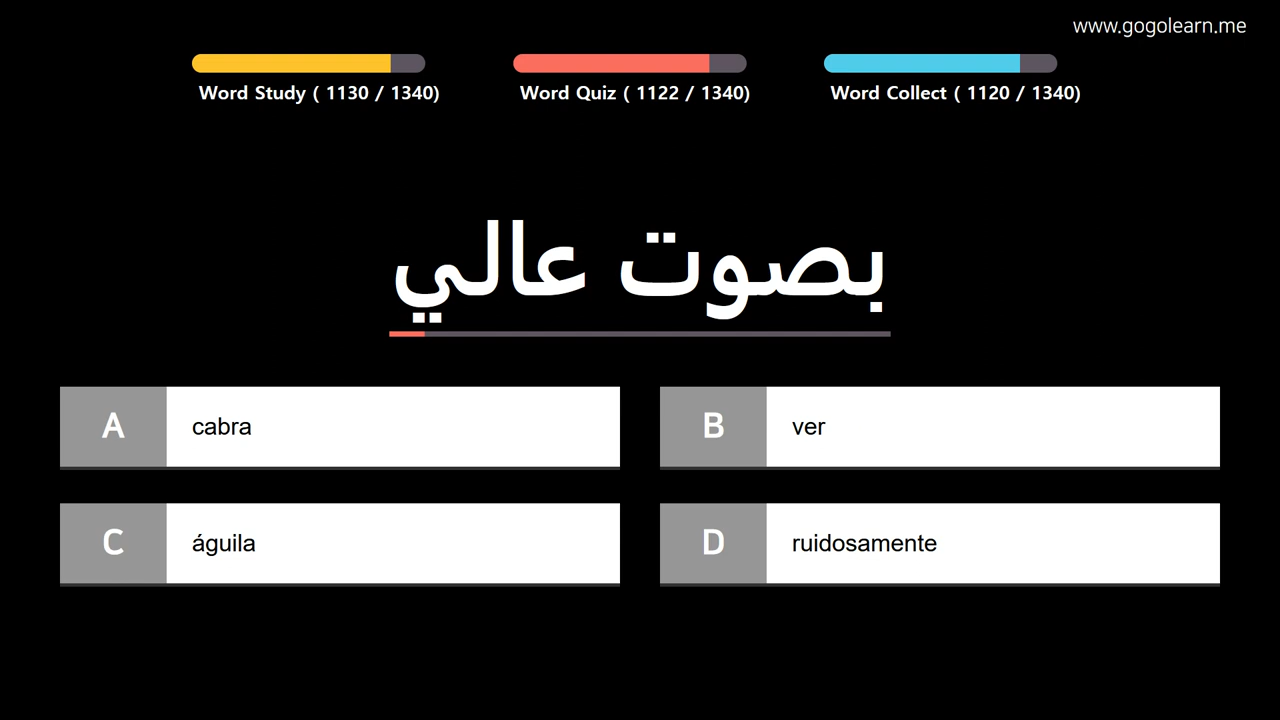 www.gogolearn.me
Word Study ( 1130 / 1340)
Word Quiz ( 1122 / 1340)
Word Collect ( 1120 / 1340)
بصوت عالي
A
cabra
B
ver
C
águila
D
ruidosamente